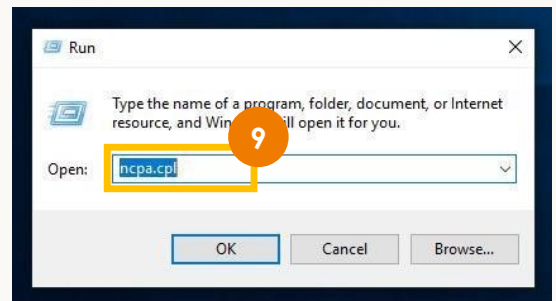 Run
Type the name of a program, folder, document, or Internet
resource, and Win ill open it for you.
9
Open: ncpa.cpl
OK Cancel Browse...